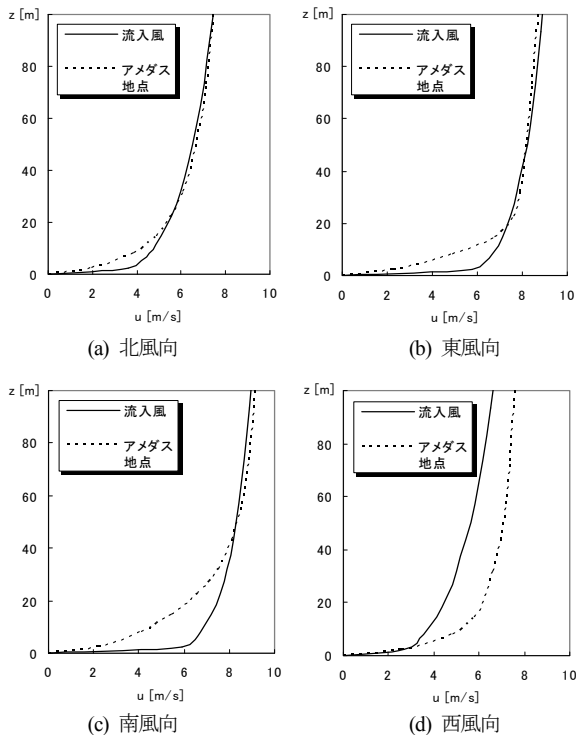 z [m]
流入風
アメダス
地点
80
60
40
20
0
0 2 4 6 8 10
u [m/s]
(a) 北風向
z [m]
流入風
アメダス
地点
80
60
40
20
0
0 2 4 6 8 10
u [m/s]
(b) 東風向
z [m]
流入風
アメダス
地点
80
60
40
20
0
0 2 4 6 8 10
u [m/s]
(c) 南風向
z [m]
流入風
アメダス
地点
80
60
40
20
0
0 2 4 6 8 10
u [m/s]
(d) 西風向